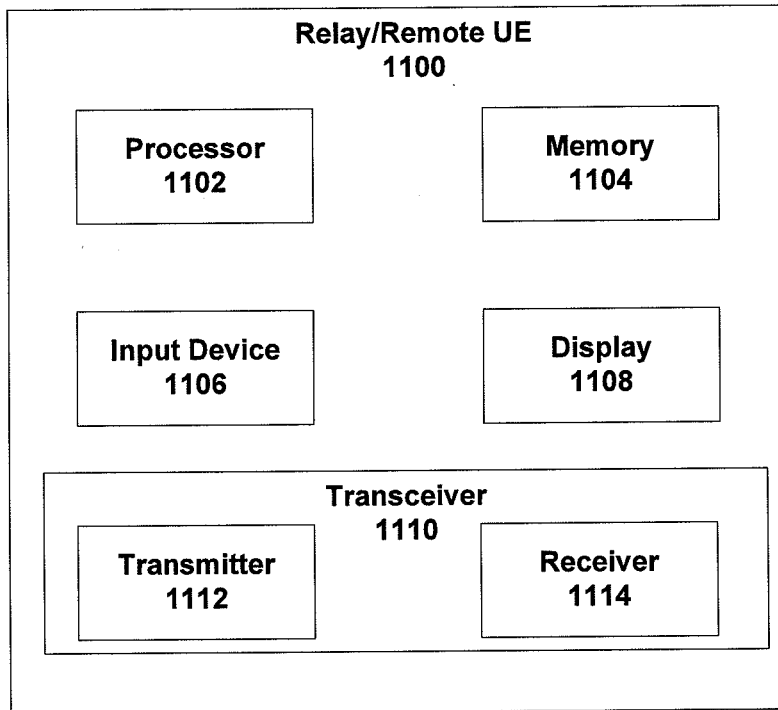 Relay/Remote UE
1100
Processor
1102
Memory
1104
Input Device
1106
Display
1108
Transceiver
1110
Transmitter
1112
Receiver
1114